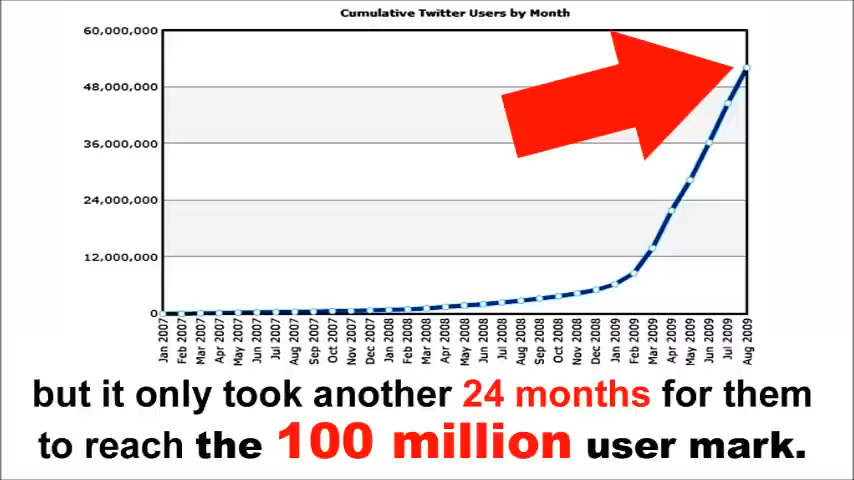 Cumulative Twitter Users by Month
60,000,000
48,000,000
36,000,000
24,000,000
12,000,000
0
Jan 2007
Feb 2007
Mar 2007
Apr 2007
May 2007
Jun 2007
Jul 2007
Aug 2007
Sep 2007
Oct 2007
Nov 2007
Dec 2007
Jan 2008
Feb 2008
Mar 2008
Apr 2008
May 2008
Jun 2008
Jul 2008
Aug 2008
Sep 2008
Oct 2008
Nov 2008
Dec 2008
Jan 2009
Feb 2009
Mar 2009
Apr 2009
May 2009
Jun 2009
Jul 2009
Aug 2009
but it only took another 24 months for them
to reach the 100 million user mark.